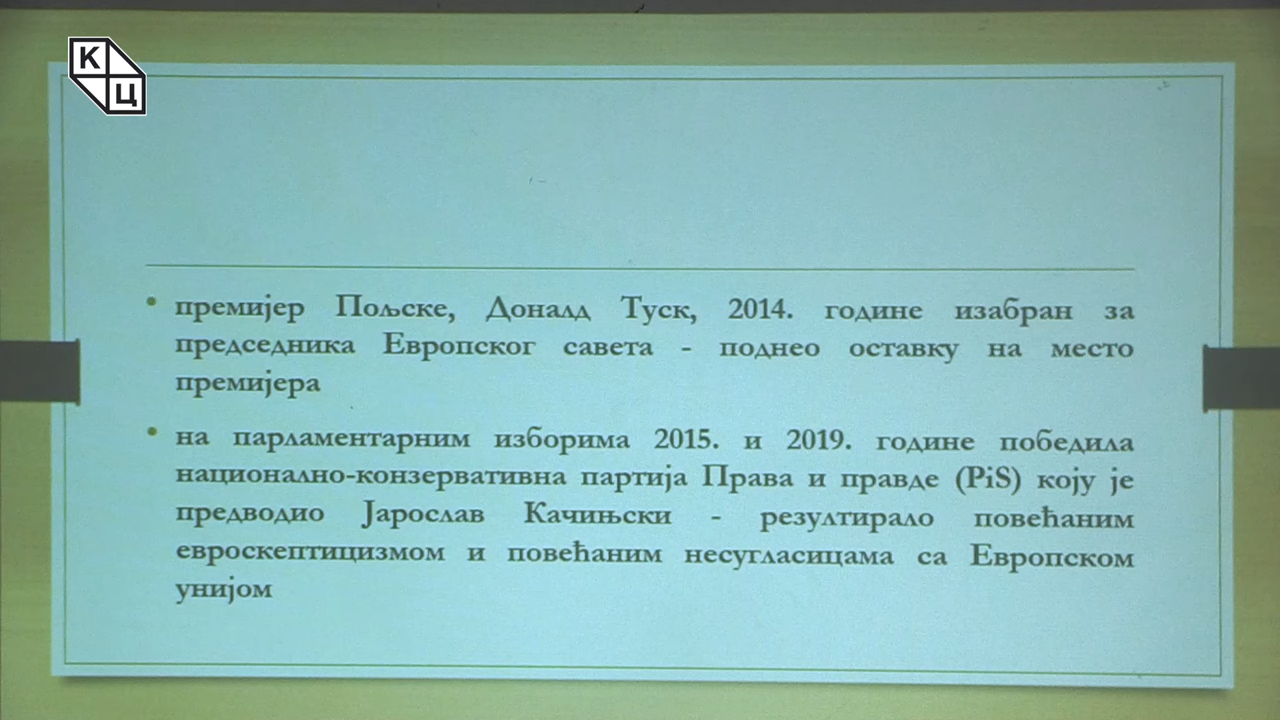 К
Ц
• премијер Пољске, Доналд Туск, 2014. године изабран за
председника Европског савета - поднео оставку на место
премијера
• на парламентарним изборима 2015. и 2019. године победила
национално-конзервативна партија Права и правде (PiS) коју је
предводио Јарослав Качињски - резултирало повећаним
евроскептицизмом и повећаним несугласицама са Европском
унијом